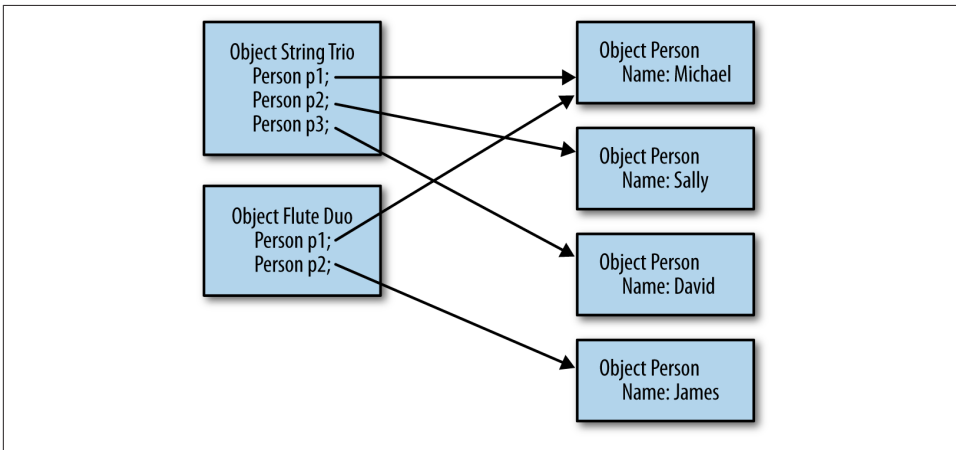 Object String Trio
Person p1;
Person p2;
Person p3;
Object Flute Duo
Person p1;
Person p2;
Object Person
Name: Michael
Object Person
Name: Sally
Object Person
Name: David
Object Person
Name: James